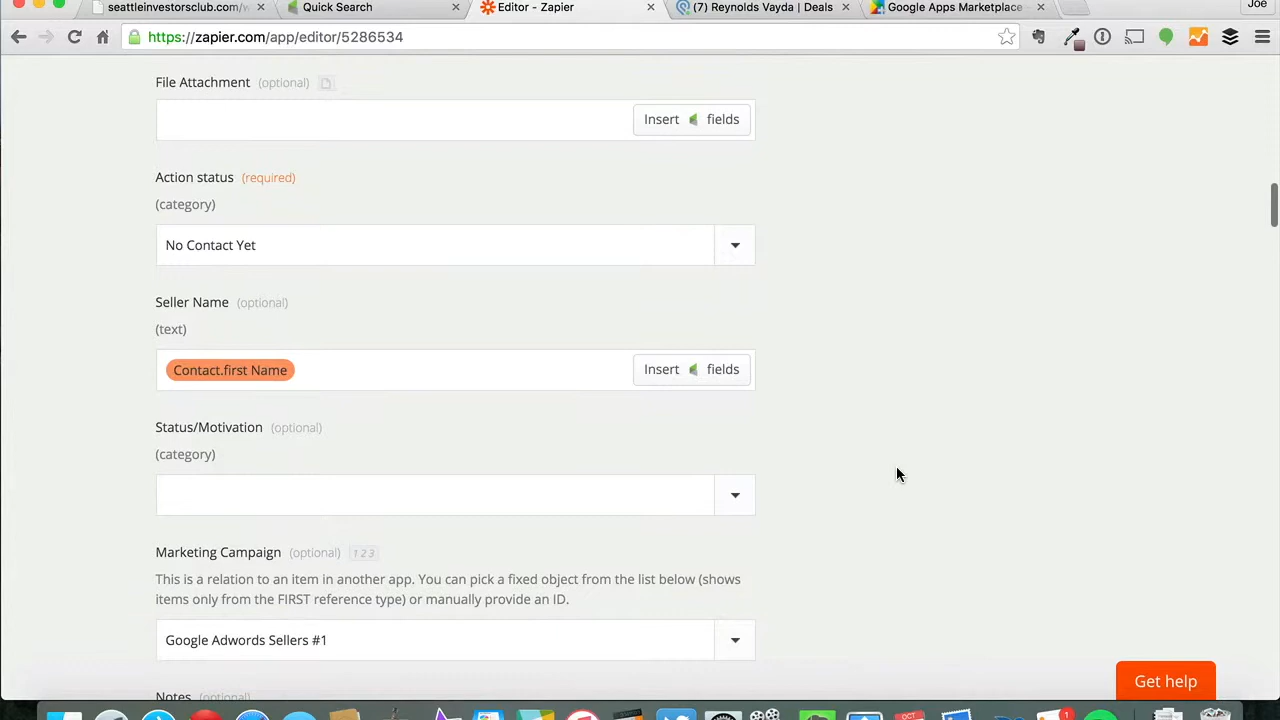 seattleinvestorsclub.com/
Quick Search
Editor - Zapier
(7) Reynolds Vayda | Deals
Google Apps Marketplace
Joe
https://zapier.com/app/editor/5286534
File Attachment (optional)
Insert fields
Action status (required)
(category)
No Contact Yet
Seller Name (optional)
(text)
Contact.first Name
Insert fields
Status/Motivation (optional)
(category)
Marketing Campaign (optional) 123
This is a relation to an item in another app. You can pick a fixed object from the list below (shows
items only from the FIRST reference type) or manually provide an ID.
Google Adwords Sellers #1
Notes (optional)
Get help
OCT
1